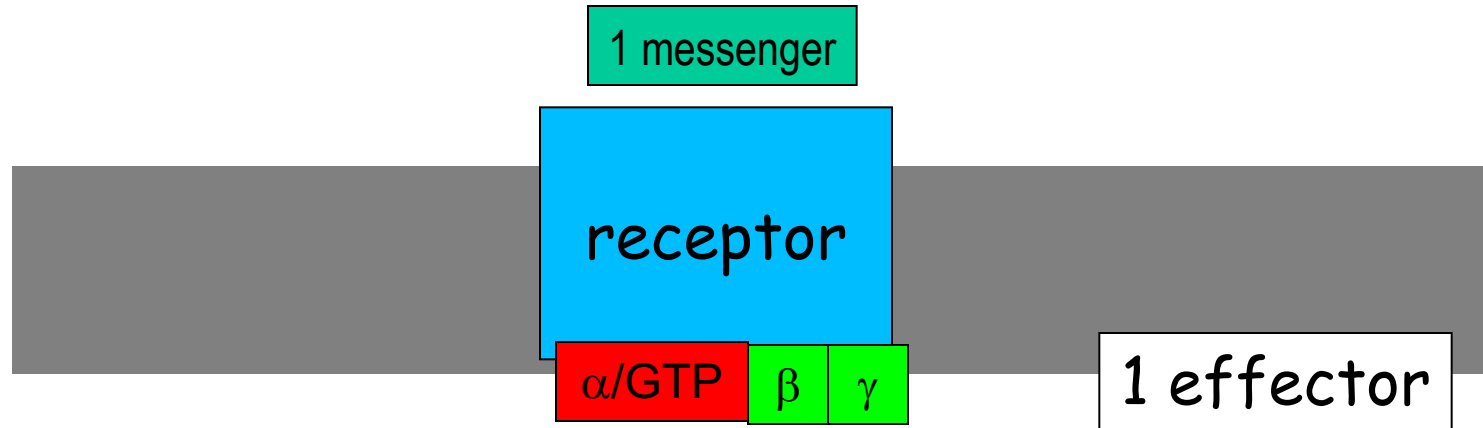 1 messenger
receptor
α/GTP
β
γ
1 effector